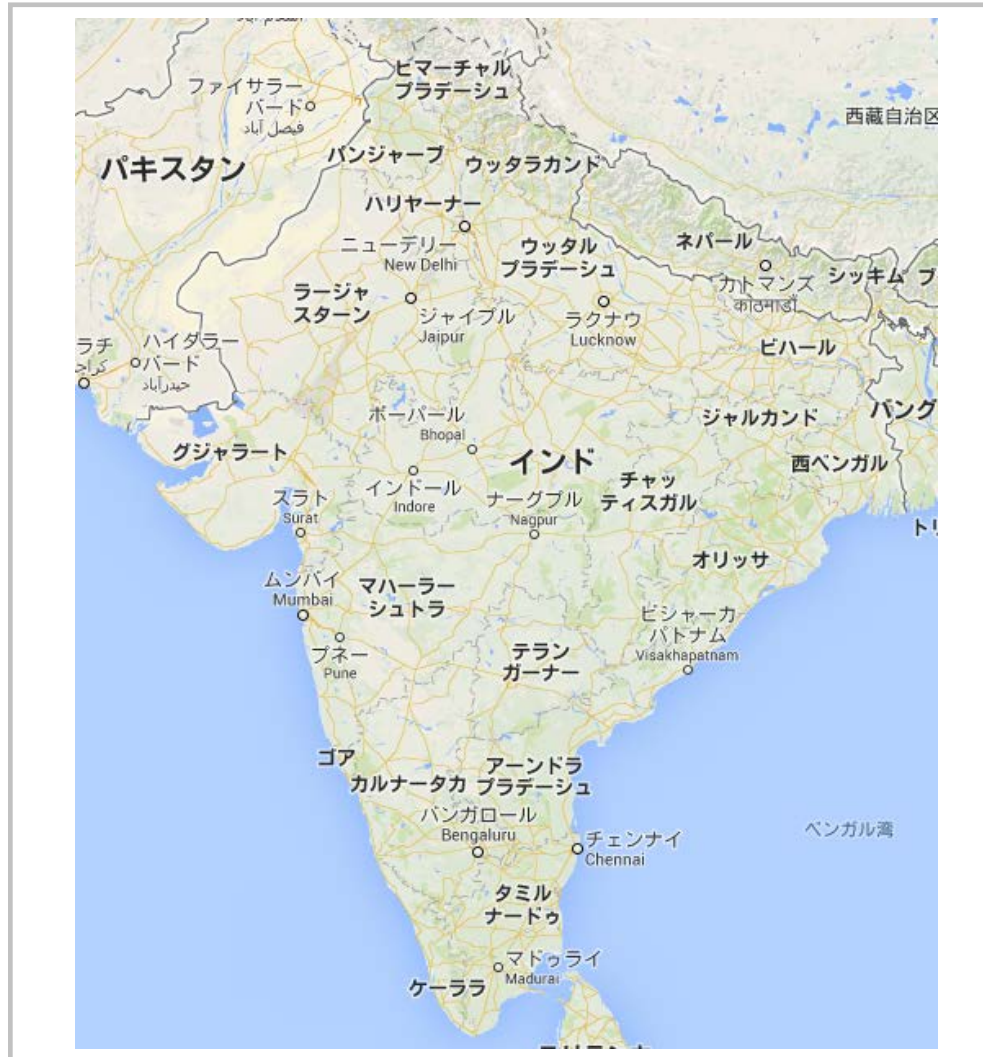 ヒマーチャル
プラデーシュ
ファイサラー
バード
فيصل آباد
西藏自治区
パンジャーブ
ウッタラカンド
パキスタン
ハリヤーナー
ニューデリー
New Delhi
ウッタル
プラデーシュ
ネパール
カトマンズ
काठमाडौं
シッキム
ブ
ラージャ
スターン
ジャイプル
Jaipur
ラクナウ
Lucknow
ラチ
ハイダラー
バード
حيدرآباد
ビハール
ボーパール
Bhopal
ジャルカンド
バング
グジャラート
インド
西ベンガル
チャッ
ティスガル
インドール
Indore
ナーグプル
Nagpur
スラト
Surat
オリッサ
ムンバイ
Mumbai
マハーラー
シュトラ
ビシャーカ
パトナム
Visakhapatnam
プネー
Pune
テラン
ガーナー
ゴア
カルナータカ
アーンドラ
プラデーシュ
バンガロール
Bengaluru
チェンナイ
Chennai
ベンガル湾
タミル
ナードゥ
マドゥライ
Madurai
ケーララ